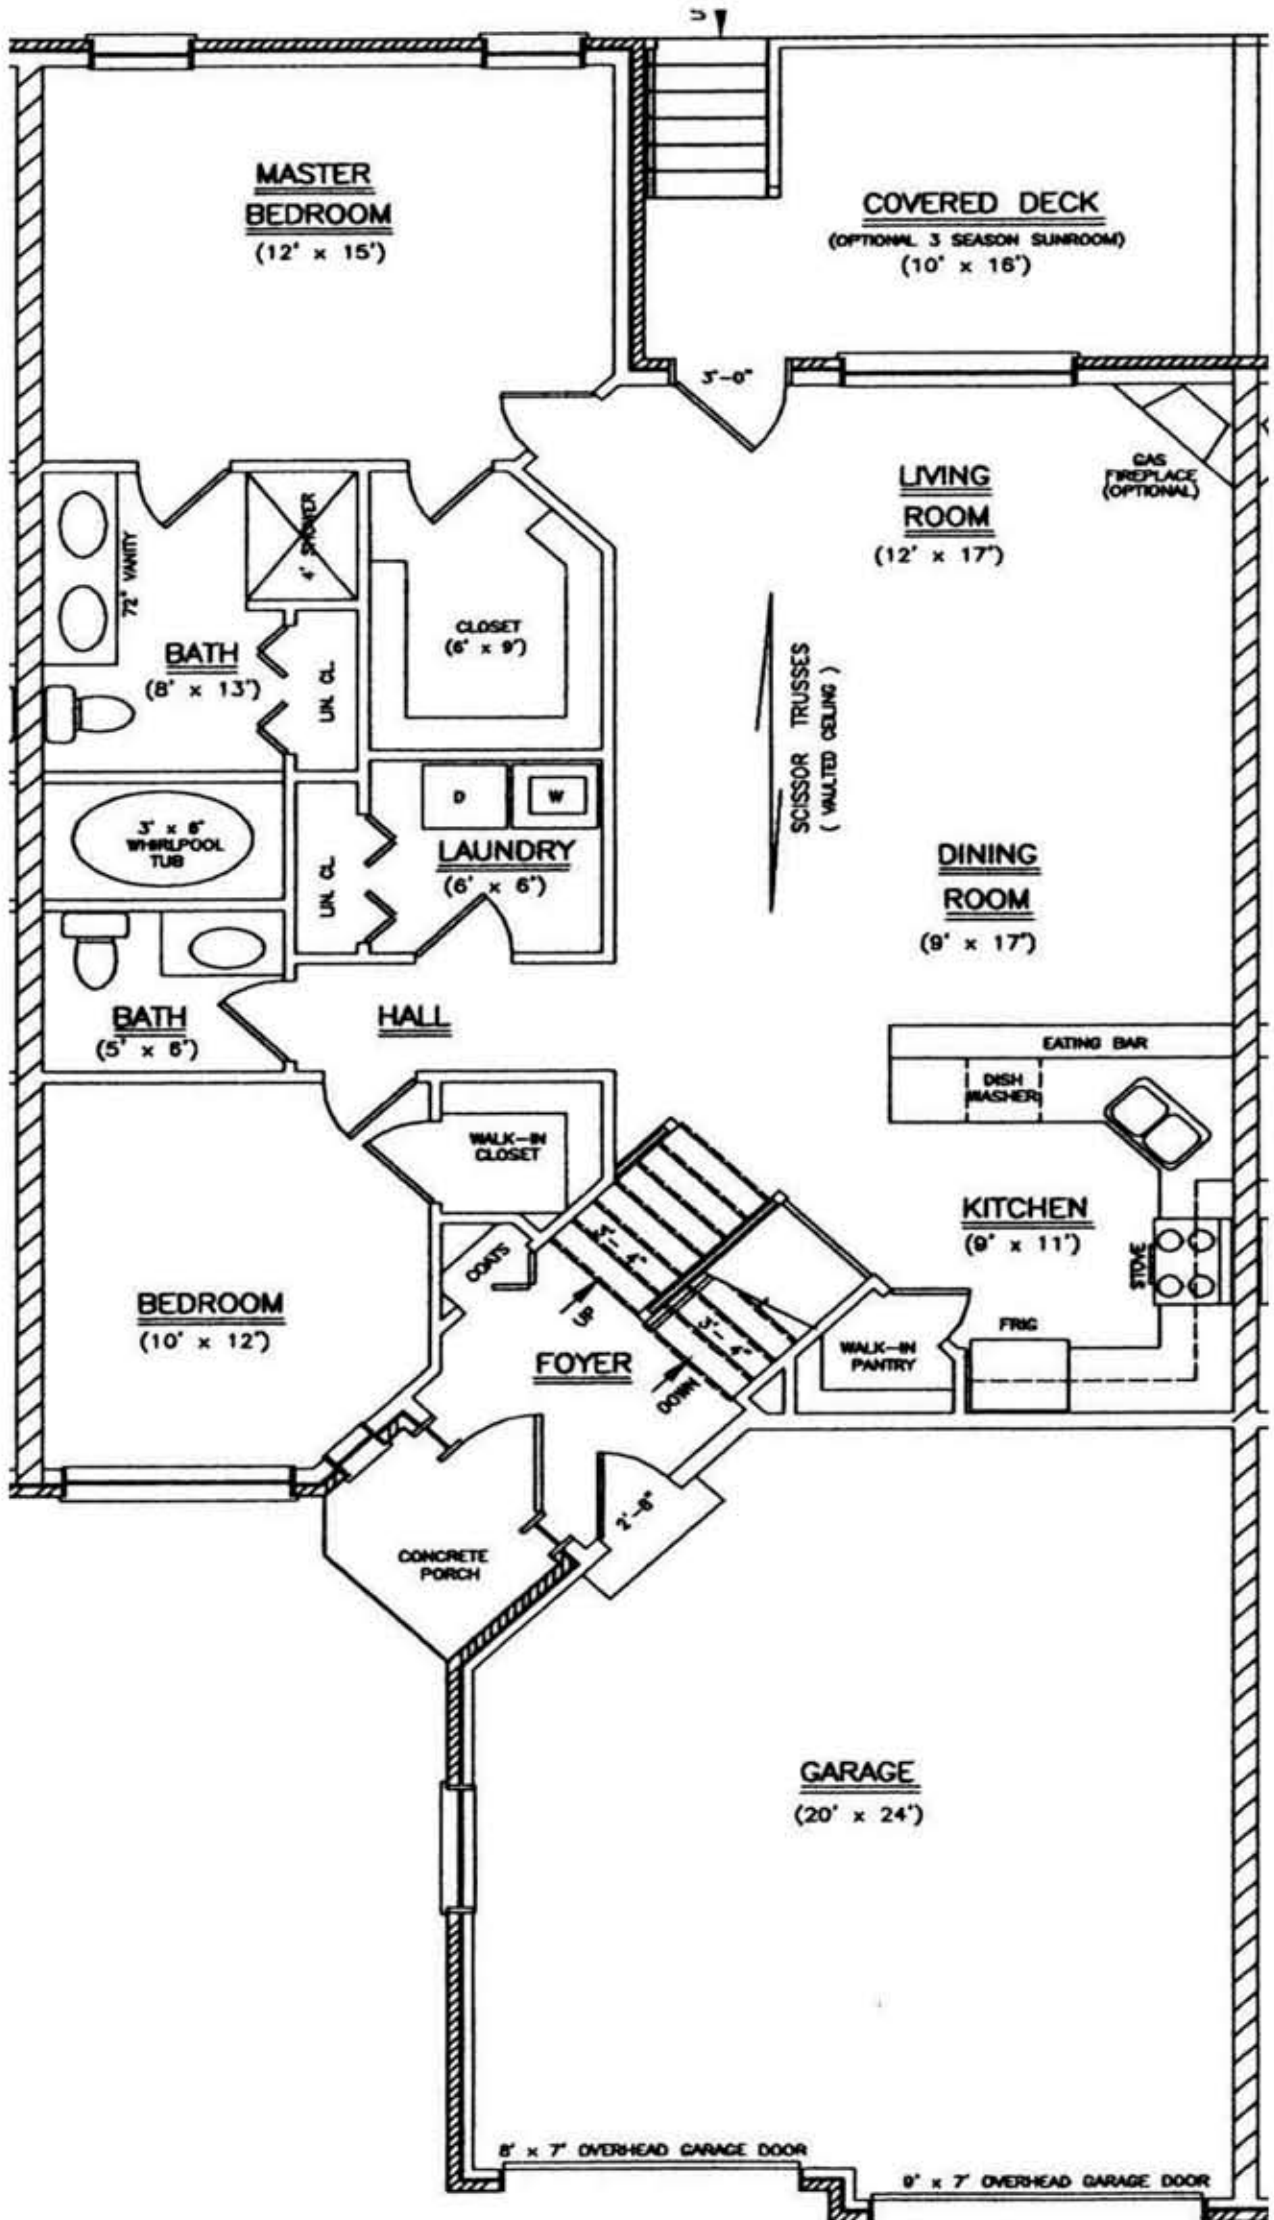 S
MASTER
BEDROOM
(12' x 15')
COVERED DECK
(OPTIONAL 3 SEASON SUNROOM)
(10' x 16')
3'-0"
GAS
FIREPLACE
(OPTIONAL)
LIVING
ROOM
(12' x 17')
72" VANITY
4' SHOWER
BATH
(8' x 13')
LIN. CL.
CLOSET
(6' x 9')
SCISSOR TRUSSES
( VAULTED CEILING )
3' x 6'
WHIRLPOOL
TUB
LIN. CL.
D
W
LAUNDRY
(6' x 6')
DINING
ROOM
(9' x 17')
BATH
(5' x 6')
HALL
EATING BAR
DISH
WASHER
WALK-IN
CLOSET
KITCHEN
(9' x 11')
STOVE
FRIG
WALK-IN
PANTRY
COATS
3'-4"
UP
3'-4"
DOWN
FOYER
BEDROOM
(10' x 12')
2'-8"
CONCRETE
PORCH
GARAGE
(20' x 24')
8' x 7' OVERHEAD GARAGE DOOR
9' x 7' OVERHEAD GARAGE DOOR